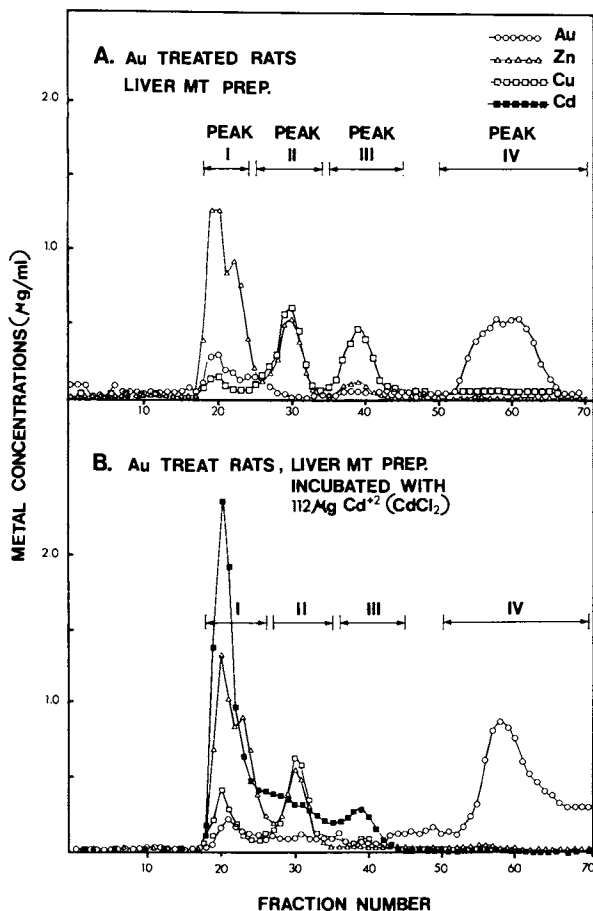 A. Au TREATED RATS
LIVER MT PREP.
Au
Zn
Cu
Cd
2.0
1.0
PEAK I
PEAK II
PEAK III
PEAK IV
10 20 30 40 50 60 70
B. Au TREAT RATS, LIVER MT PREP.
INCUBATED WITH
112μg Cd+2 (CdCl2)
2.0
1.0
I II III IV
10 20 30 40 50 60 70
METAL CONCENTRATIONS (μg/ml)
FRACTION NUMBER